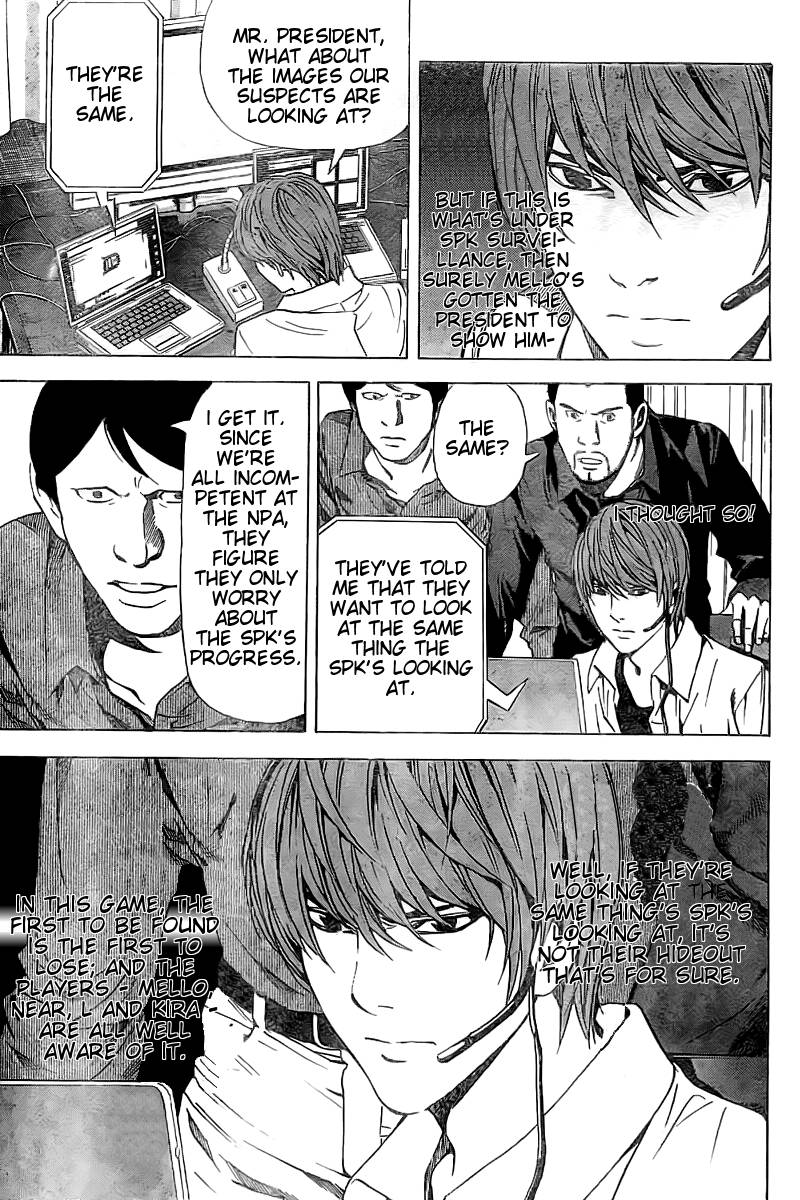 BUT IF THIS IS
WHAT'S UNDER
SPK SURVEI-
LLANCE, THEN
SURELY MELLO'S
GOTTEN THE
PRESIDENT TO
SHOW HIM-
MR. PRESIDENT,
WHAT ABOUT
THE IMAGES OUR
SUSPECTS ARE
LOOKING AT?
THEY'RE
THE
SAME.
THE
SAME?
I THOUGHT SO!
THEY'VE TOLD
ME THAT THEY
WANT TO LOOK
AT THE SAME
THING THE
SPK'S LOOKING
AT.
I GET IT.
SINCE
WE'RE
ALL INCOM-
PETENT AT
THE NPA,
THEY
FIGURE
THEY ONLY
WORRY
ABOUT
THE SPK'S
PROGRESS.
WELL, IF THEY'RE
LOOKING AT THE
SAME THING'S SPK'S
LOOKING AT, IT'S
NOT THEIR HIDEOUT
THAT'S FOR SURE.
IN THIS GAME, THE
FIRST TO BE FOUND
IS THE FIRST TO
LOSE; AND THE
PLAYERS - MELLO,
NEAR, L AND KIRA
ARE ALL WELL
AWARE OF IT.